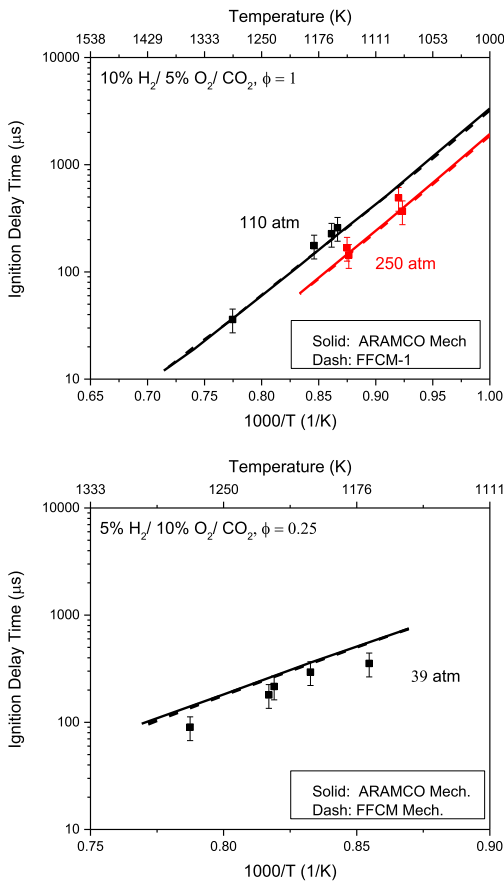 Temperature (K)
1538 1429 1333 1250 1176 1111 1053 1000
10% H₂/ 5% O₂/ CO₂, ϕ = 1
10000
1000
100
10
Ignition Delay Time (μs)
110 atm
250 atm
Solid: ARAMCO Mech
Dash: FFCM-1
0.65 0.70 0.75 0.80 0.85 0.90 0.95 1.00
1000/T (1/K)
Temperature (K)
1333 1250 1176 1111
5% H₂/ 10% O₂/ CO₂, ϕ = 0.25
10000
1000
100
10
Ignition Delay Time (μs)
39 atm
Solid: ARAMCO Mech.
Dash: FFCM Mech.
0.75 0.80 0.85 0.90
1000/T (1/K)